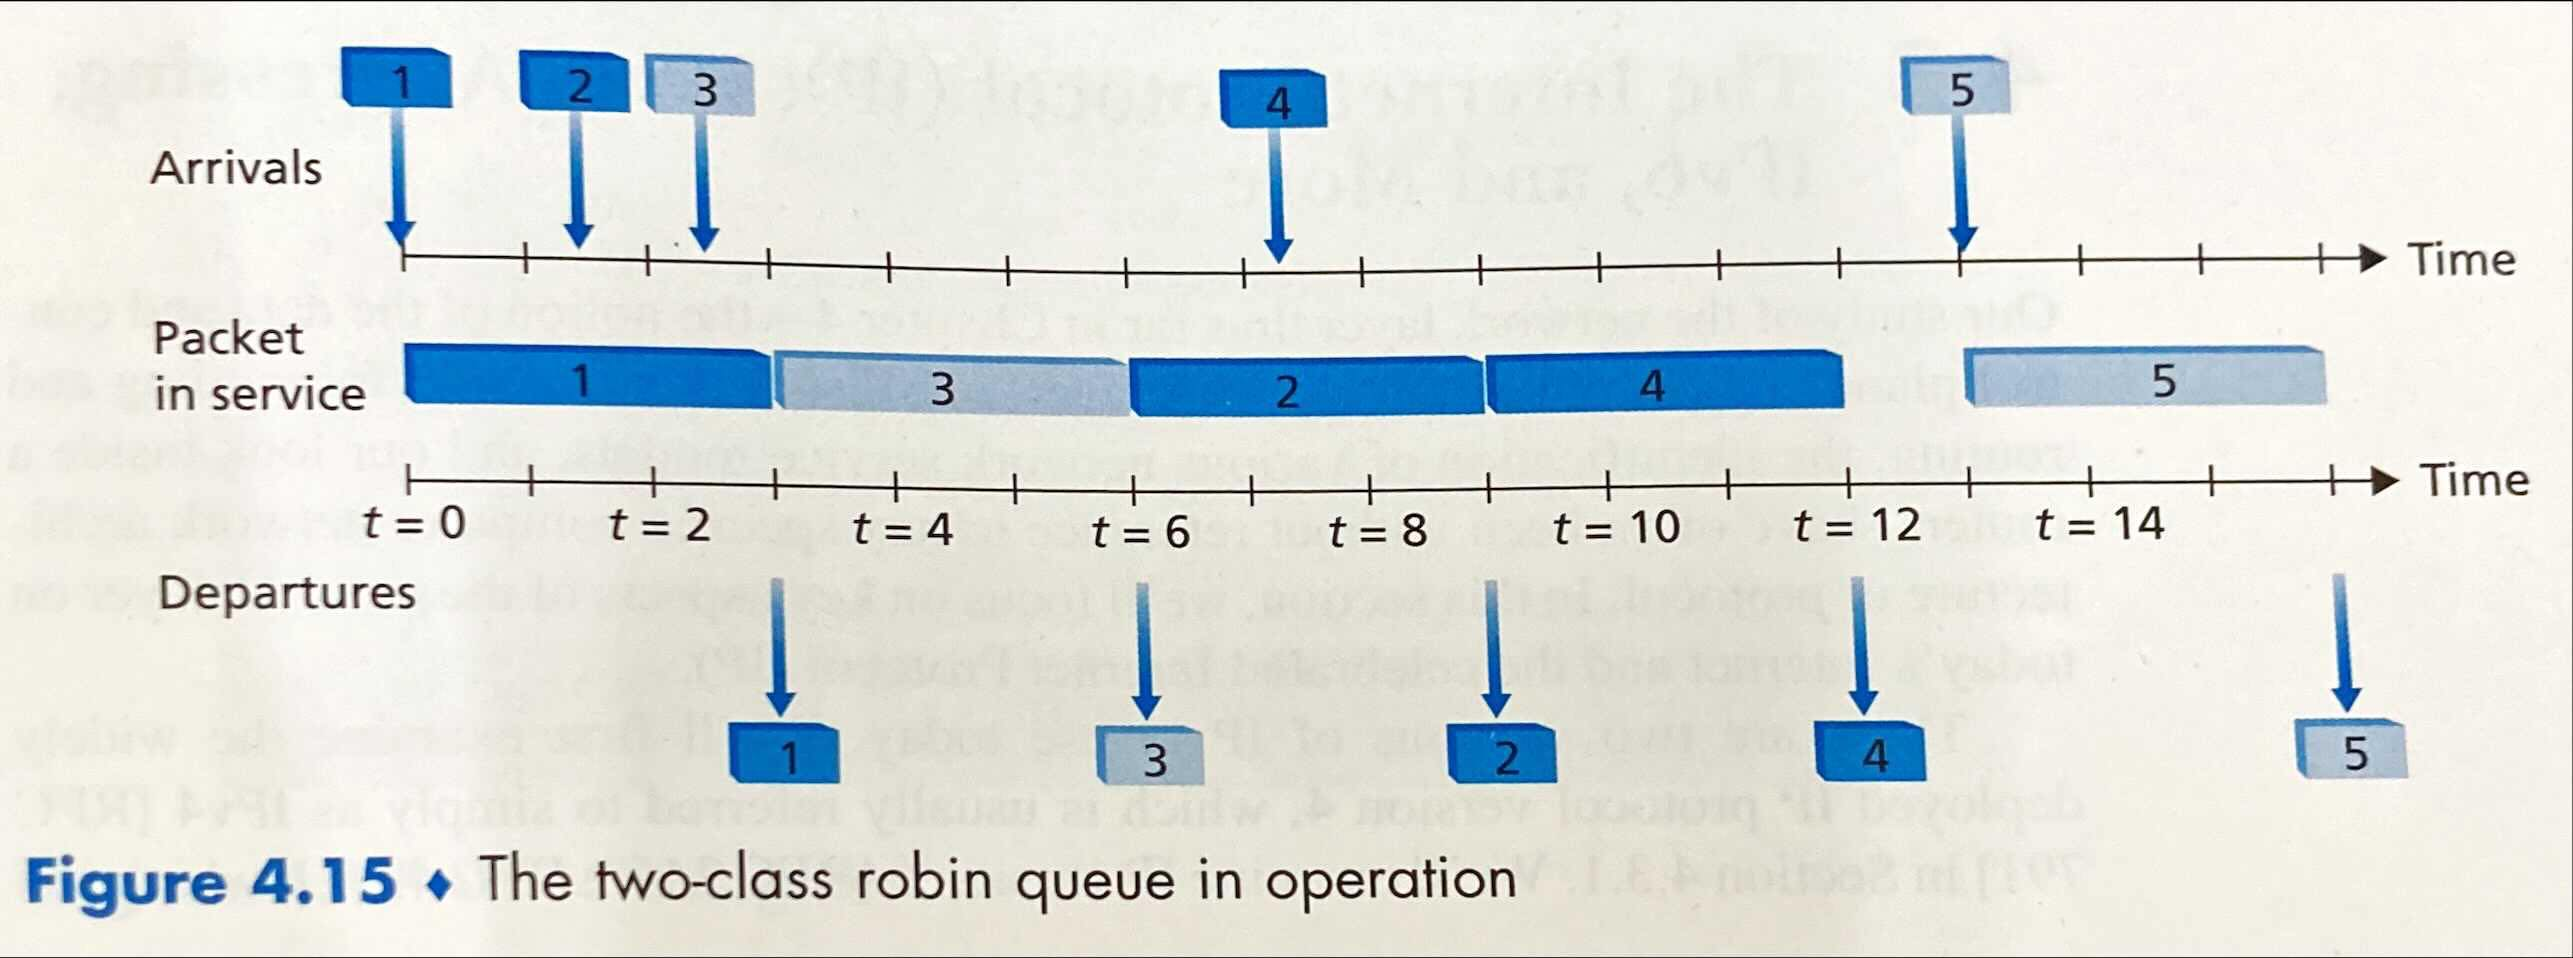 1 2 3 4 5
Arrivals
Time
Packet
in service
1 3 2 4 5
Time
t = 0 t = 2 t = 4 t = 6 t = 8 t = 10 t = 12 t = 14
Departures
1 3 2 4 5
Figure 4.15 ♦ The two-class robin queue in operation